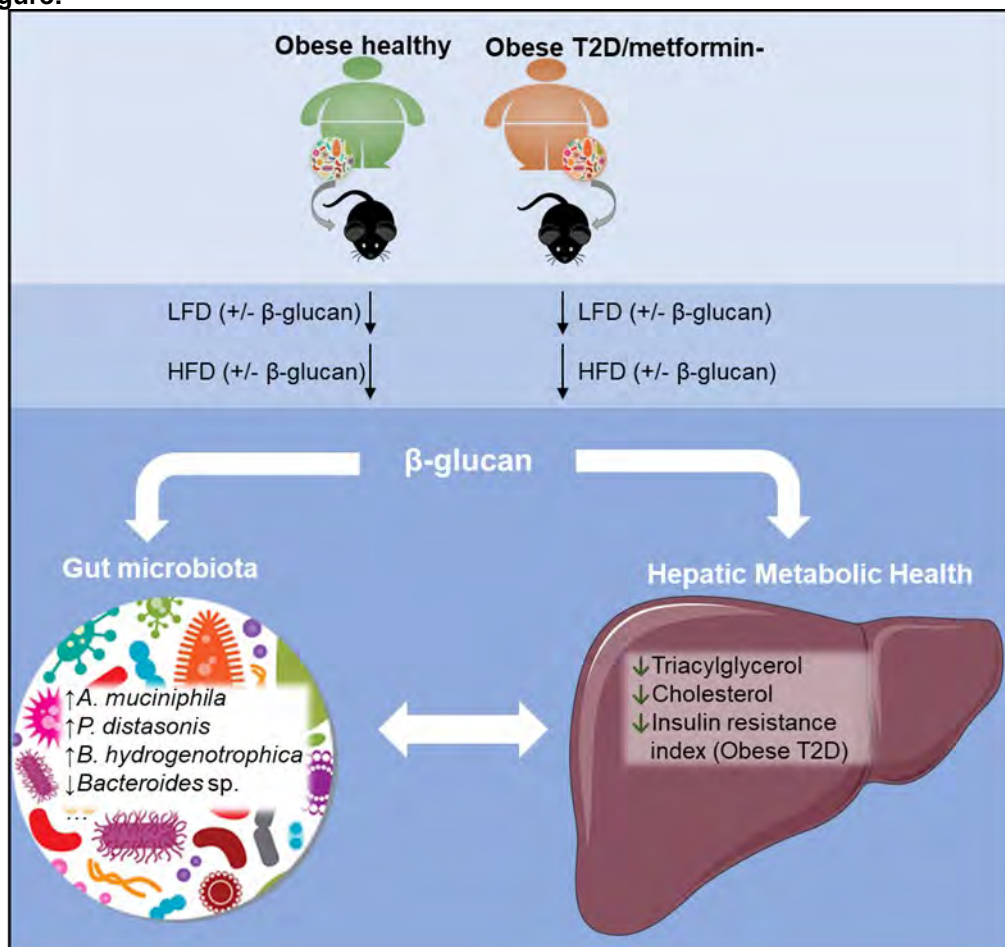 gure.
Obese healthy
Obese T2D/metformin-
LFD (+/- β-glucan)
LFD (+/- β-glucan)
HFD (+/- β-glucan)
HFD (+/- β-glucan)
β-glucan
Gut microbiota
Hepatic Metabolic Health
↑A. muciniphila
↑P. distasonis
↑B. hydrogenotrophica
↓Bacteroides sp.
...
↓Triacylglycerol
↓Cholesterol
↓Insulin resistance
index (Obese T2D)